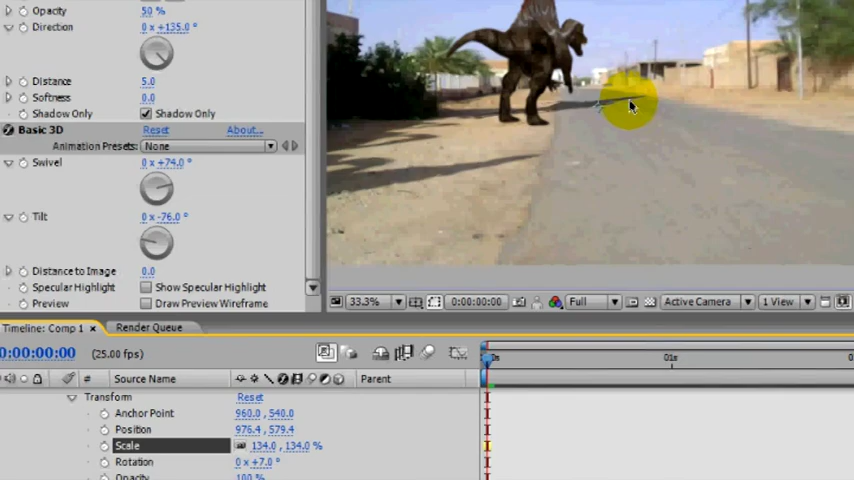 Opacity 50 %
Direction 0 x +135.0 °
Distance 5.0
Softness 0.0
Shadow Only Shadow Only
Basic 3D Reset About...
Animation Presets: None
Swivel 0 x +74.0 °
Tilt 0 x -76.0 °
Distance to Image 0.0
Specular Highlight Show Specular Highlight
Preview Draw Preview Wireframe
33.3% 0:00:00:00 Full Active Camera 1 View
Timeline: Comp 1 × Render Queue
0:00:00:00 (25.00 fps) 01s
# Source Name Parent
Transform Reset
Anchor Point 960.0 , 540.0
Position 976.4 , 579.4
Scale 134.0 , 134.0 %
Rotation 0 x +7.0 °
Opacity 100 %